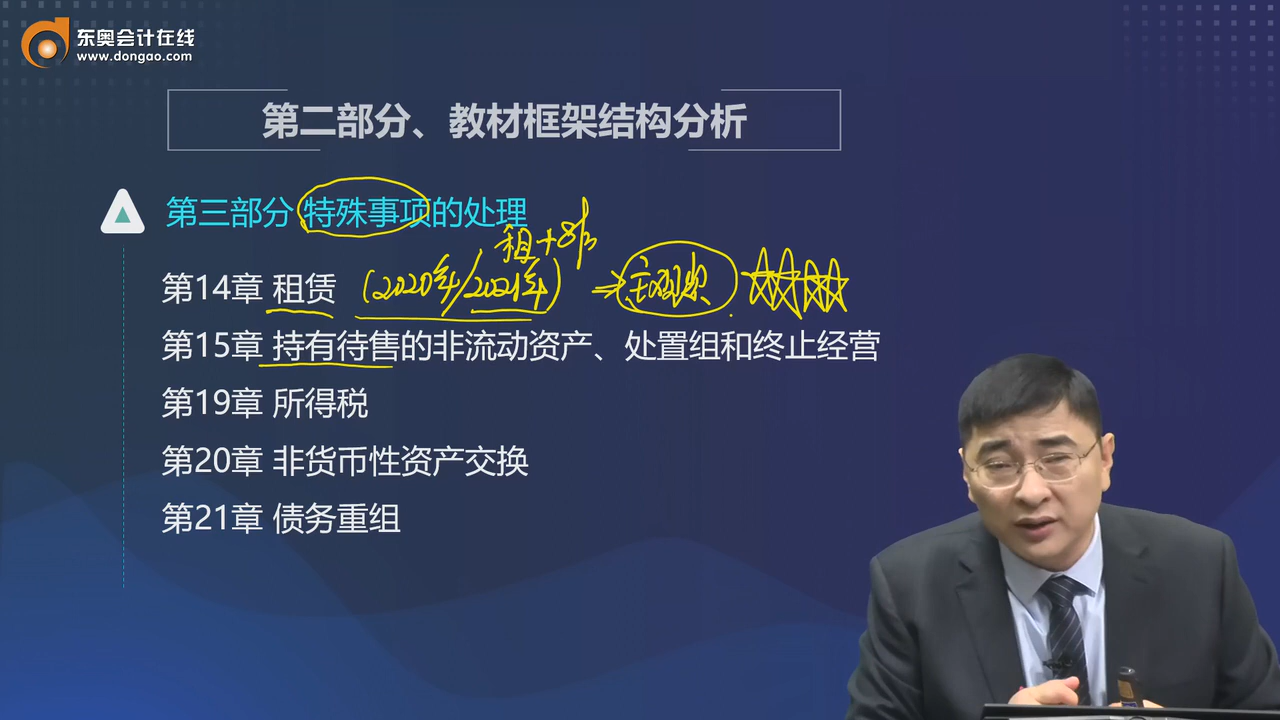 东奥会计在线
www.dongao.com
第二部分、教材框架结构分析
第三部分 特殊事项的处理
租+外
第14章 租赁 (2020年/2021年) ⇒ 主观题
第15章 持有待售的非流动资产、处置组和终止经营
第19章 所得税
第20章 非货币性资产交换
第21章 债务重组